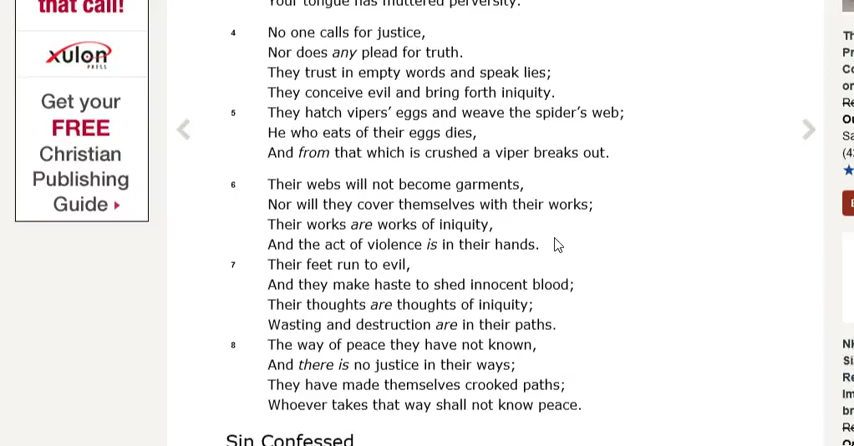 that call!
xulon
PRESS
Get your
FREE
Christian
Publishing
Guide
Your tongue has muttered perversity.
4 No one calls for justice,
Nor does any plead for truth.
They trust in empty words and speak lies;
They conceive evil and bring forth iniquity.
5 They hatch vipers’ eggs and weave the spider’s web;
He who eats of their eggs dies,
And from that which is crushed a viper breaks out.
6 Their webs will not become garments,
Nor will they cover themselves with their works;
Their works are works of iniquity,
And the act of violence is in their hands.
7 Their feet run to evil,
And they make haste to shed innocent blood;
Their thoughts are thoughts of iniquity;
Wasting and destruction are in their paths.
8 The way of peace they have not known,
And there is no justice in their ways;
They have made themselves crooked paths;
Whoever takes that way shall not know peace.
Sin Confessed